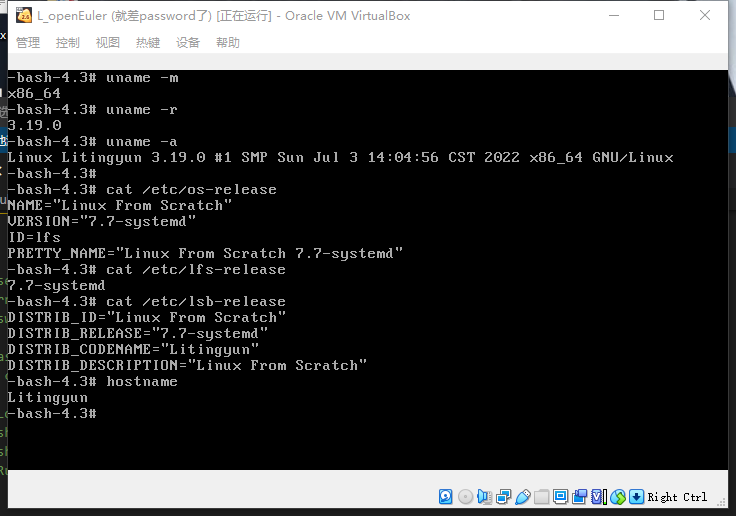 L_openEuler (就差password了) [正在运行] - Oracle VM VirtualBox
管理 控制 视图 热键 设备 帮助
-bash-4.3# uname -m
x86_64
-bash-4.3# uname -r
3.19.0
-bash-4.3# uname -a
Linux Litingyun 3.19.0 #1 SMP Sun Jul 3 14:04:56 CST 2022 x86_64 GNU/Linux
-bash-4.3#
-bash-4.3# cat /etc/os-release
NAME="Linux From Scratch"
VERSION="7.7-systemd"
ID=lfs
PRETTY_NAME="Linux From Scratch 7.7-systemd"
-bash-4.3# cat /etc/lfs-release
7.7-systemd
-bash-4.3# cat /etc/lsb-release
DISTRIB_ID="Linux From Scratch"
DISTRIB_RELEASE="7.7-systemd"
DISTRIB_CODENAME="Litingyun"
DISTRIB_DESCRIPTION="Linux From Scratch"
-bash-4.3# hostname
Litingyun
-bash-4.3#
Right Ctrl